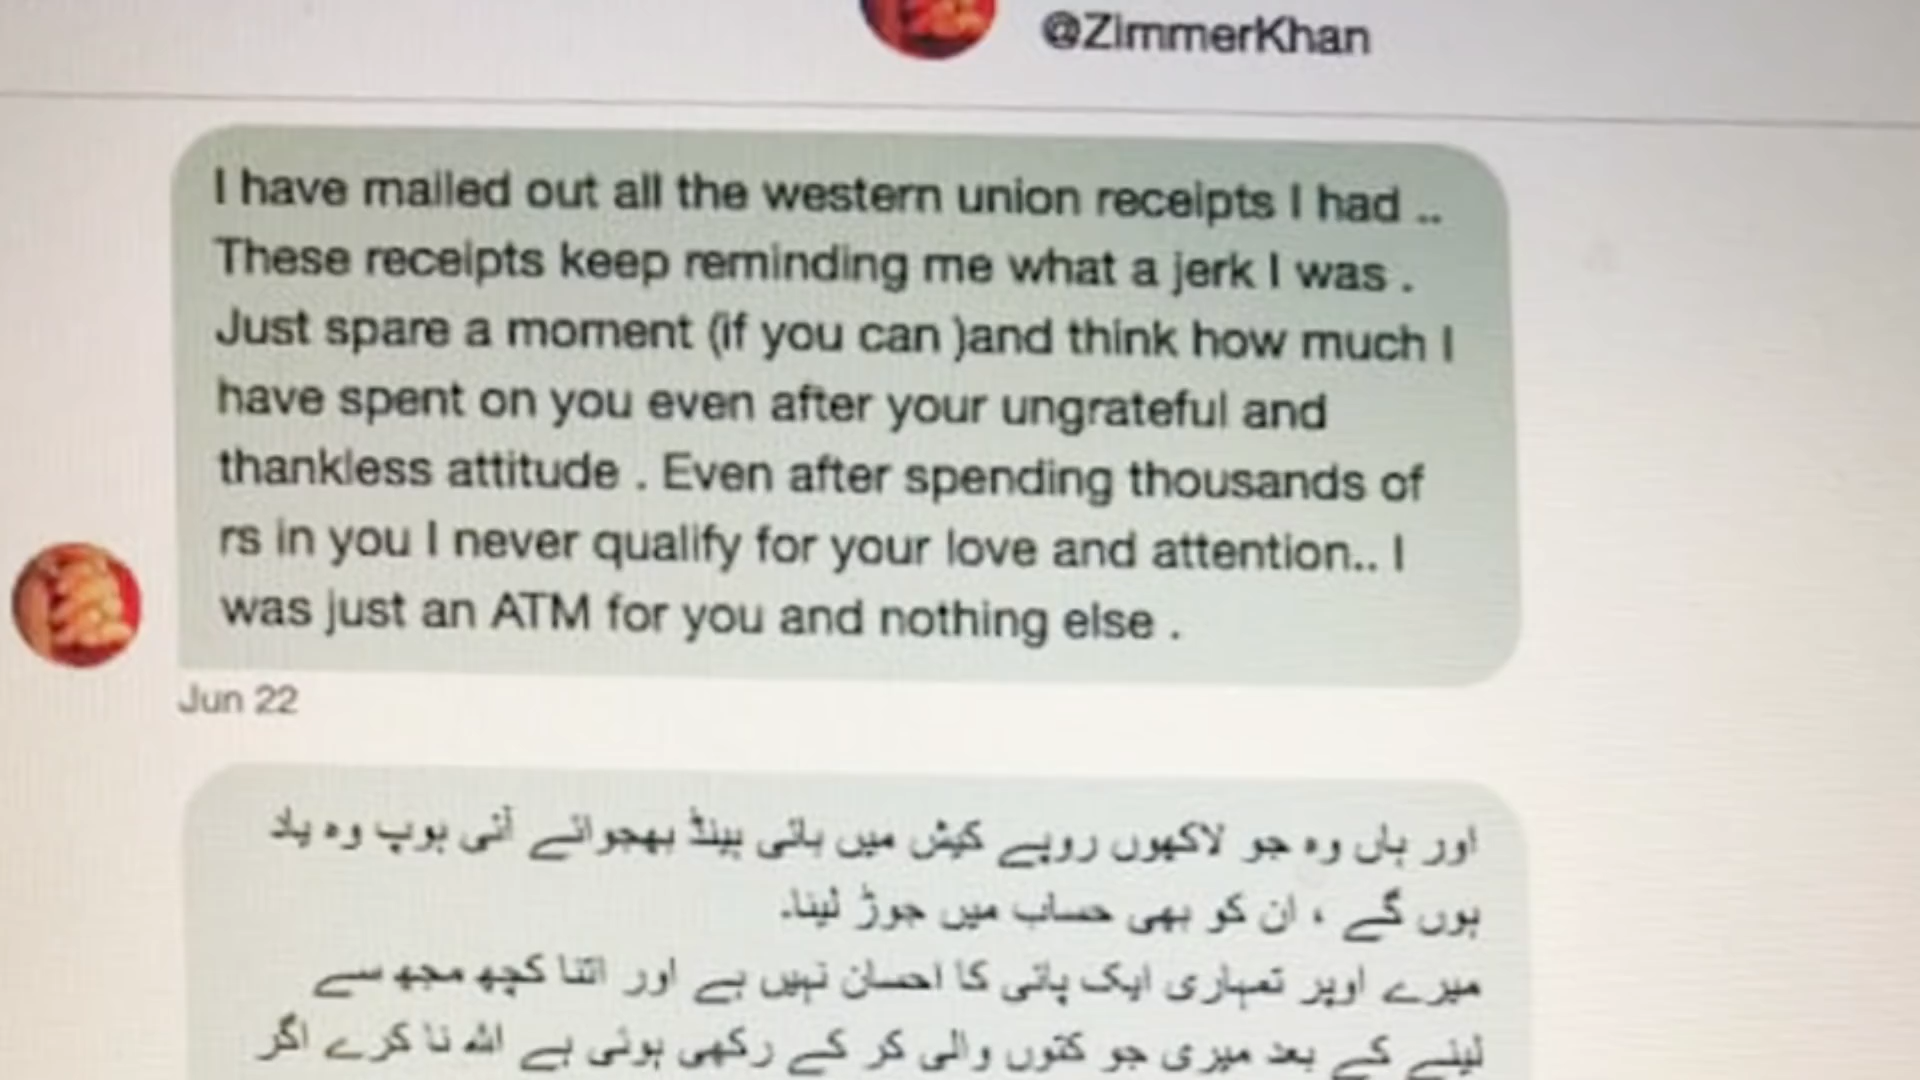 @ZimmerKhan
I have mailed out all the western union receipts I had ..
These receipts keep reminding me what a jerk I was .
Just spare a moment (if you can )and think how much I
have spent on you even after your ungrateful and
thankless attitude . Even after spending thousands of
rs in you I never qualify for your love and attention.. I
was just an ATM for you and nothing else .
Jun 22
اور ہاں وہ جو لاکھوں روپے کیش میں بائی ہینڈ بھجوائے آئی ہوپ وہ یاد
ہوں گے ، ان کو بھی حساب میں جوڑ لینا۔
میرے اوپر تمہاری ایک پائی کا احسان نہیں ہے اور اتنا کچھ مجھ سے
لینے کے بعد میری جو کتوں والی کر کے رکھی ہوئی ہے اللہ نا کرے اگر